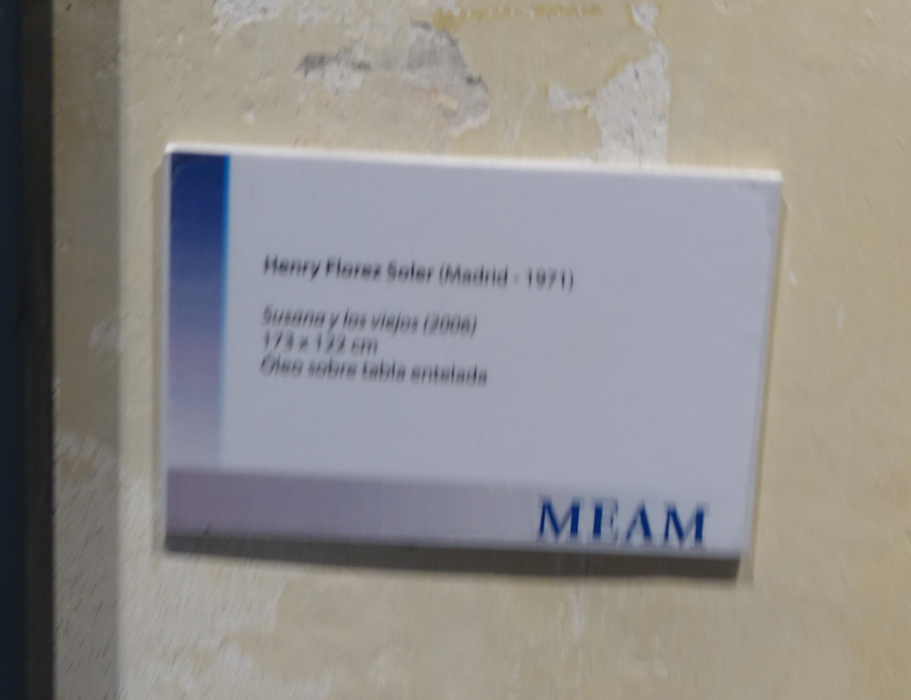 Henry Florez Soler (Madrid - 1971)
Susana y los viejos (2006)
173 x 122 cm
Óleo sobre tabla entelada
MEAM